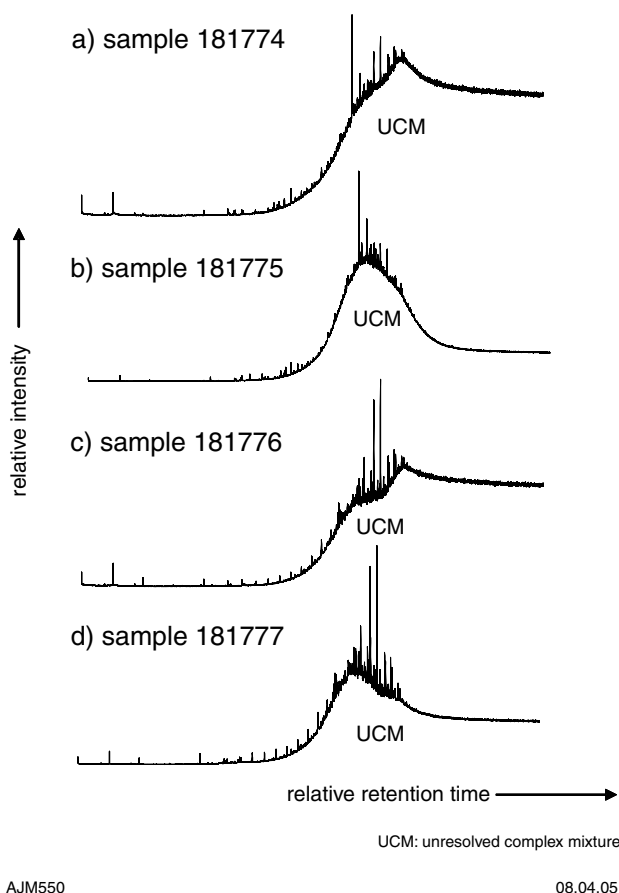 a) sample 181774
UCM
b) sample 181775
UCM
relative intensity
c) sample 181776
UCM
d) sample 181777
UCM
relative retention time
UCM: unresolved complex mixture
AJM550 08.04.05